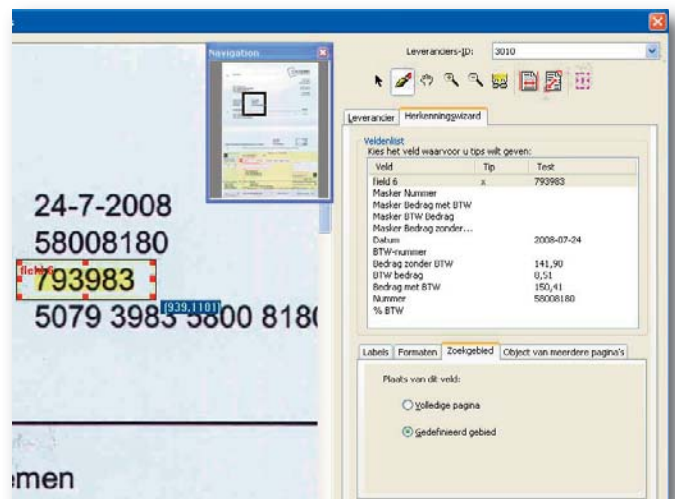 s
Navigation
Leveranciers-ID: 3010
Leverancier Herkenningswizard
Veldenlijst
Kies het veld waarvoor u tips wilt geven:
Veld Tip Test
field 6 x 793983
Masker Nummer
Masker Bedrag met BTW
Masker BTW Bedrag
Masker Bedrag zonder...
Datum 2008-07-24
BTW-nummer
Bedrag zonder BTW 141,90
BTW bedrag 8,51
Bedrag met BTW 150,41
Nummer 58008180
% BTW
24-7-2008
58008180
field 6
793983
(939,1101)
5079 3983 5800 818(
Labels Formaten Zoekgebied Object van meerdere pagina's
Plaats van dit veld:
Volledige pagina
Gedefinieerd gebied
emen